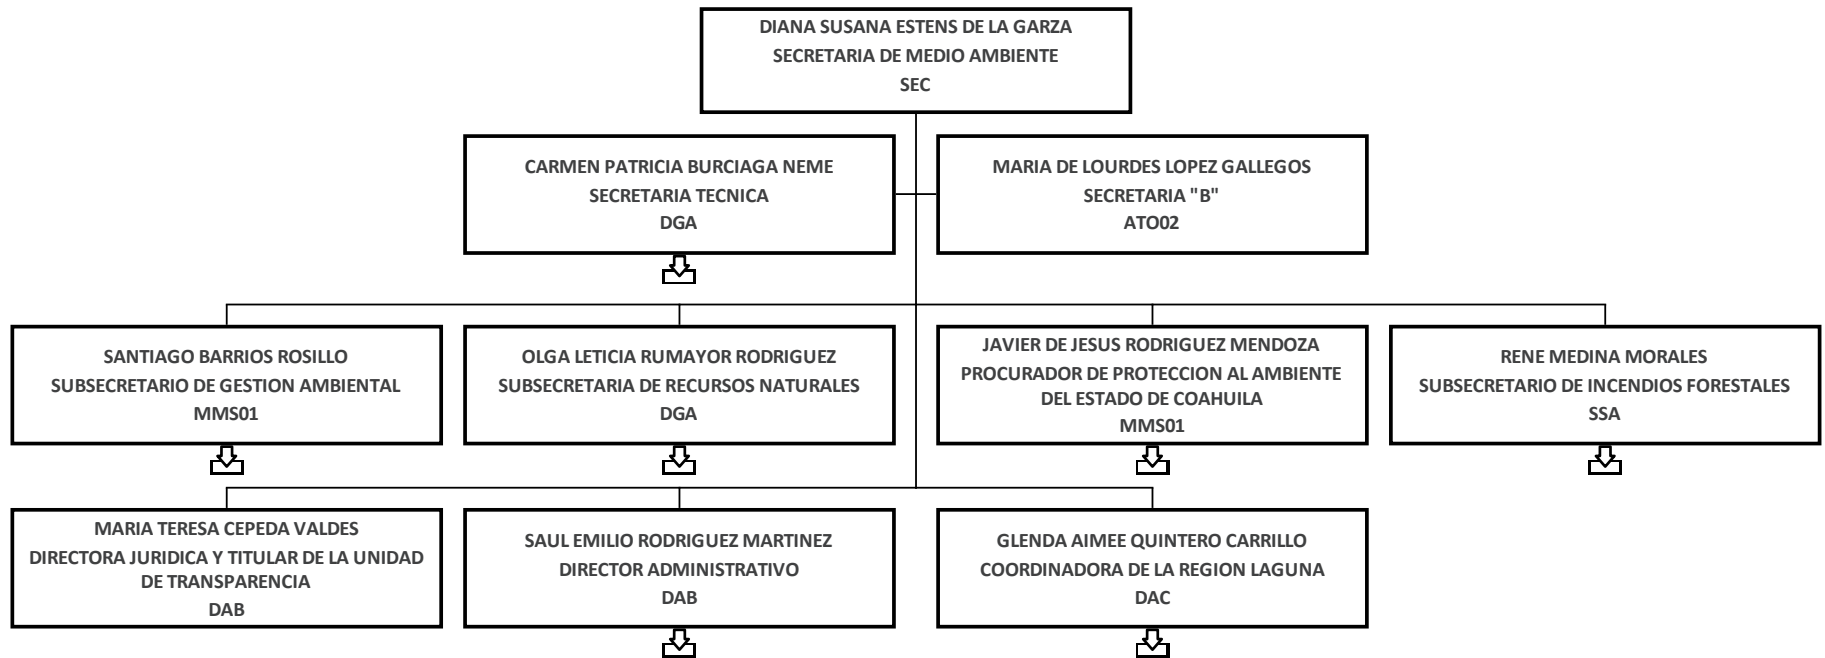 DIANA SUSANA ESTENS DE LA GARZA
SECRETARIA DE MEDIO AMBIENTE
SEC
CARMEN PATRICIA BURCIAGA NEME
SECRETARIA TECNICA
DGA
MARIA DE LOURDES LOPEZ GALLEGOS
SECRETARIA "B"
ATO02
SANTIAGO BARRIOS ROSILLO
SUBSECRETARIO DE GESTION AMBIENTAL
MMS01
OLGA LETICIA RUMAYOR RODRIGUEZ
SUBSECRETARIA DE RECURSOS NATURALES
DGA
JAVIER DE JESUS RODRIGUEZ MENDOZA
PROCURADOR DE PROTECCION AL AMBIENTE
DEL ESTADO DE COAHUILA
MMS01
RENE MEDINA MORALES
SUBSECRETARIO DE INCENDIOS FORESTALES
SSA
MARIA TERESA CEPEDA VALDES
DIRECTORA JURIDICA Y TITULAR DE LA UNIDAD
DE TRANSPARENCIA
DAB
SAUL EMILIO RODRIGUEZ MARTINEZ
DIRECTOR ADMINISTRATIVO
DAB
GLENDA AIMEE QUINTERO CARRILLO
COORDINADORA DE LA REGION LAGUNA
DAC